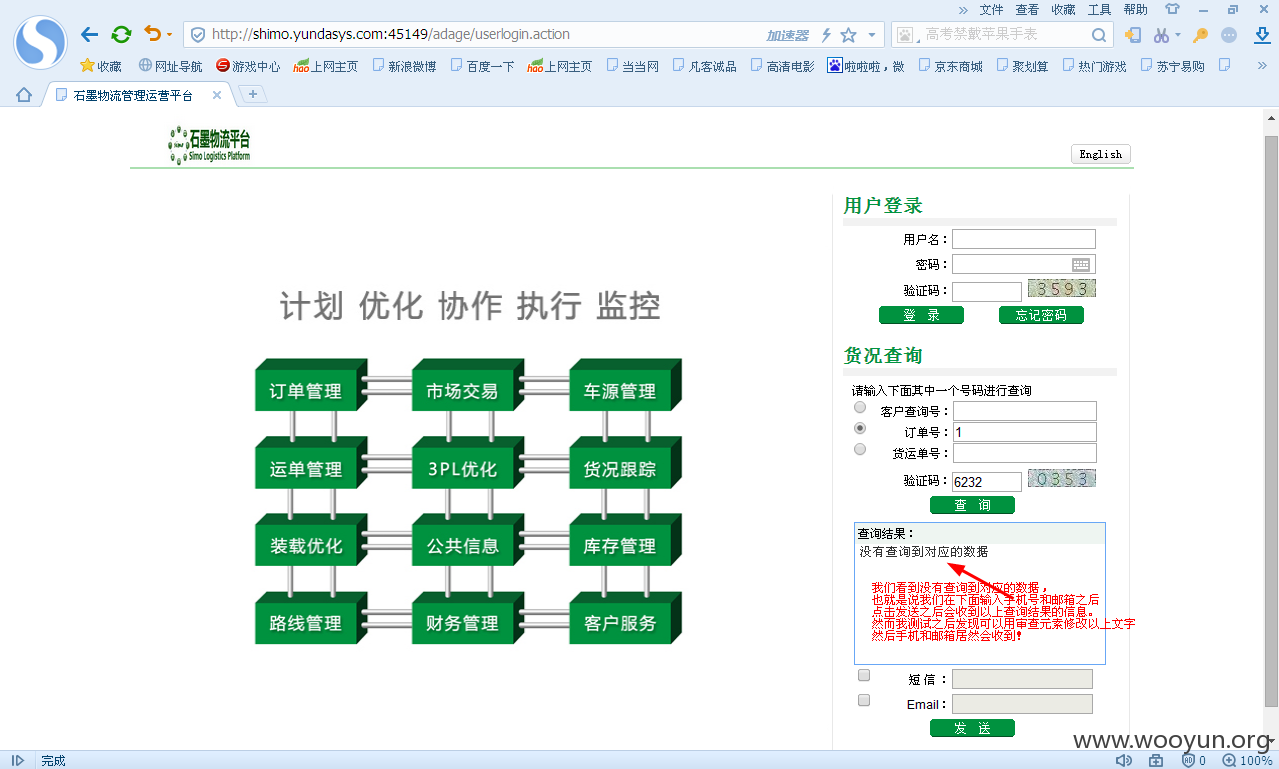 » 文件 查看 收藏 工具 帮助
http://shimo.yundasys.com:45149/adage/userlogin.action 加速器 高考禁戴苹果手表
收藏 网址导航 游戏中心 hao上网主页 新浪微博 百度一下 hao上网主页 当当网 凡客诚品 高清电影 啦啦啦，微 京东商城 聚划算 热门游戏 苏宁易购 »
石墨物流管理运营平台
石墨物流平台
Simo Logistics Platform
English
用户登录
用户名：
密码：
验证码： 3593
登 录 忘记密码
计划 优化 协作 执行 监控
订单管理 市场交易 车源管理
运单管理 3PL优化 货况跟踪
装载优化 公共信息 库存管理
路线管理 财务管理 客户服务
货况查询
请输入下面其中一个号码进行查询
客户查询号：
订单号： 1
货运单号：
验证码： 6232 0353
查 询
查询结果：
没有查询到对应的数据
我们看到没有查询到对应的数据，
也就是说我们在下面输入手机号和邮箱之后
点击发送之后会收到以上查询结果的信息。
然而我测试之后发现可以用审查元素修改以上文字
然后手机和邮箱居然会收到！
短信：
Email：
发 送
www.wooyun.org
完成 0 100%